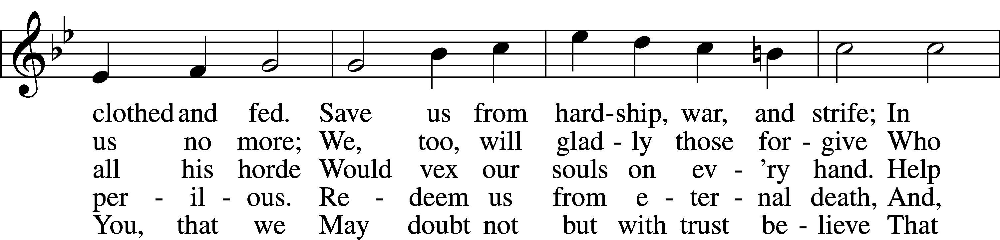 clothed and fed. Save us from hard-ship, war, and strife; In
us no more; We, too, will glad - ly those for - give Who
all his horde Would vex our souls on ev - ’ry hand. Help
per - il - ous. Re - deem us from e - ter - nal death, And,
You, that we May doubt not but with trust be - lieve That